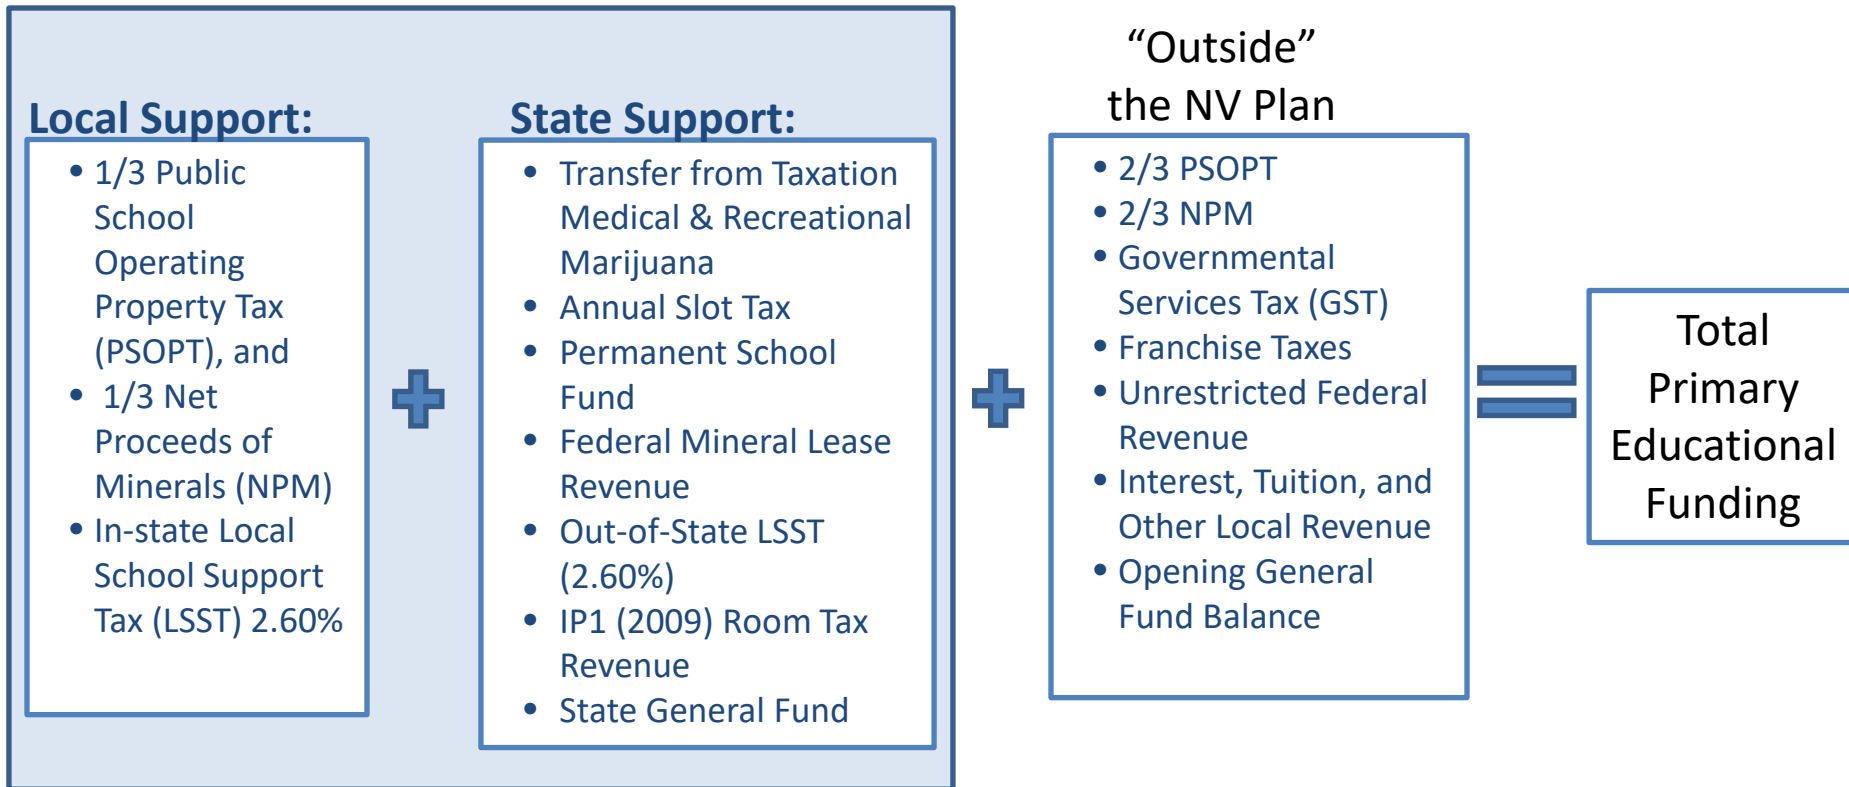 Local Support:
• 1/3 Public
School
Operating
Property Tax
(PSOPT), and
• 1/3 Net
Proceeds of
Minerals (NPM)
• In-state Local
School Support
Tax (LSST) 2.60%
State Support:
• Transfer from Taxation
Medical & Recreational
Marijuana
• Annual Slot Tax
• Permanent School
Fund
• Federal Mineral Lease
Revenue
• Out-of-State LSST
(2.60%)
• IP1 (2009) Room Tax
Revenue
• State General Fund
“Outside”
the NV Plan
• 2/3 PSOPT
• 2/3 NPM
• Governmental
Services Tax (GST)
• Franchise Taxes
• Unrestricted Federal
Revenue
• Interest, Tuition, and
Other Local Revenue
• Opening General
Fund Balance
Total
Primary
Educational
Funding